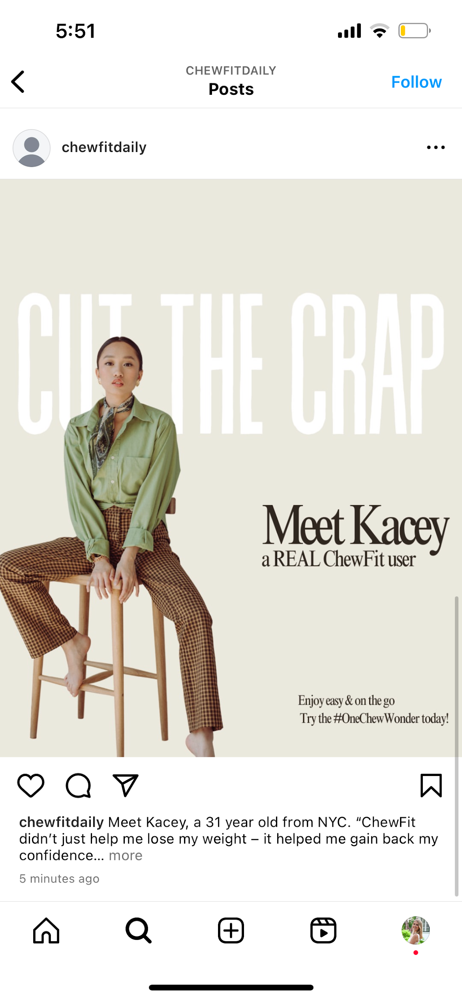 5:51
CHEWFITDAILY
Posts
Follow
chewfitdaily
CUT THE CRAP
Meet Kacey
a REAL ChewFit user
Enjoy easy & on the go
Try the #OneChewWonder today!
chewfitdaily Meet Kacey, a 31 year old from NYC. “ChewFit
didn’t just help me lose my weight – it helped me gain back my
confidence... more
5 minutes ago